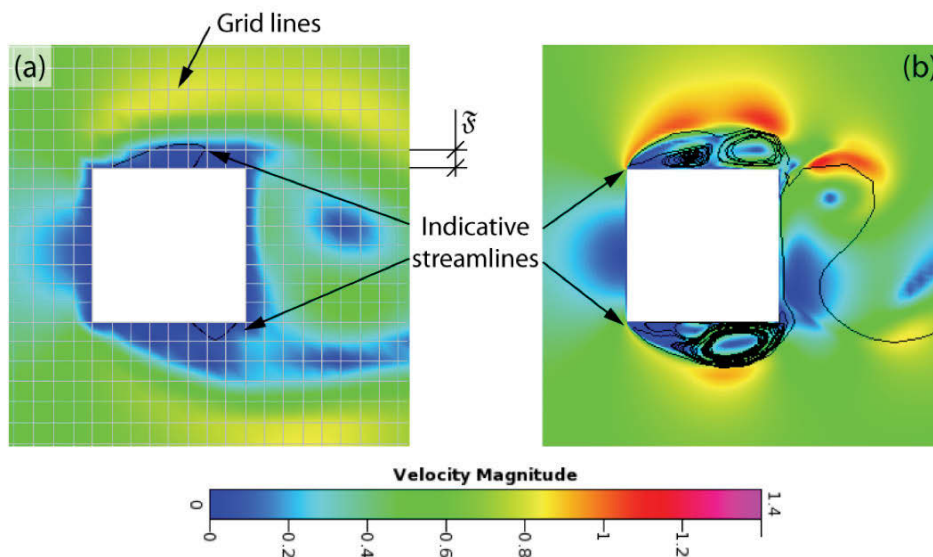 Grid lines
(a)
(b)
𝔉
Indicative
streamlines
Velocity Magnitude
0
1.4
0
0.2
0.4
0.6
0.8
1
1.2